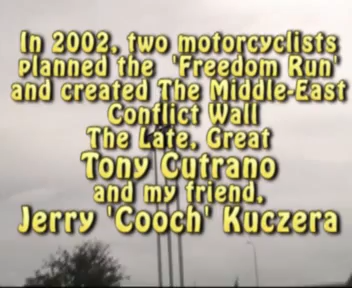 In 2002, two motorcyclists
planned the 'Freedom Run'
and created The Middle-East
Conflict Wall
The Late, Great
Tony Cutrano
and my friend,
Jerry 'Cooch' Kuczera